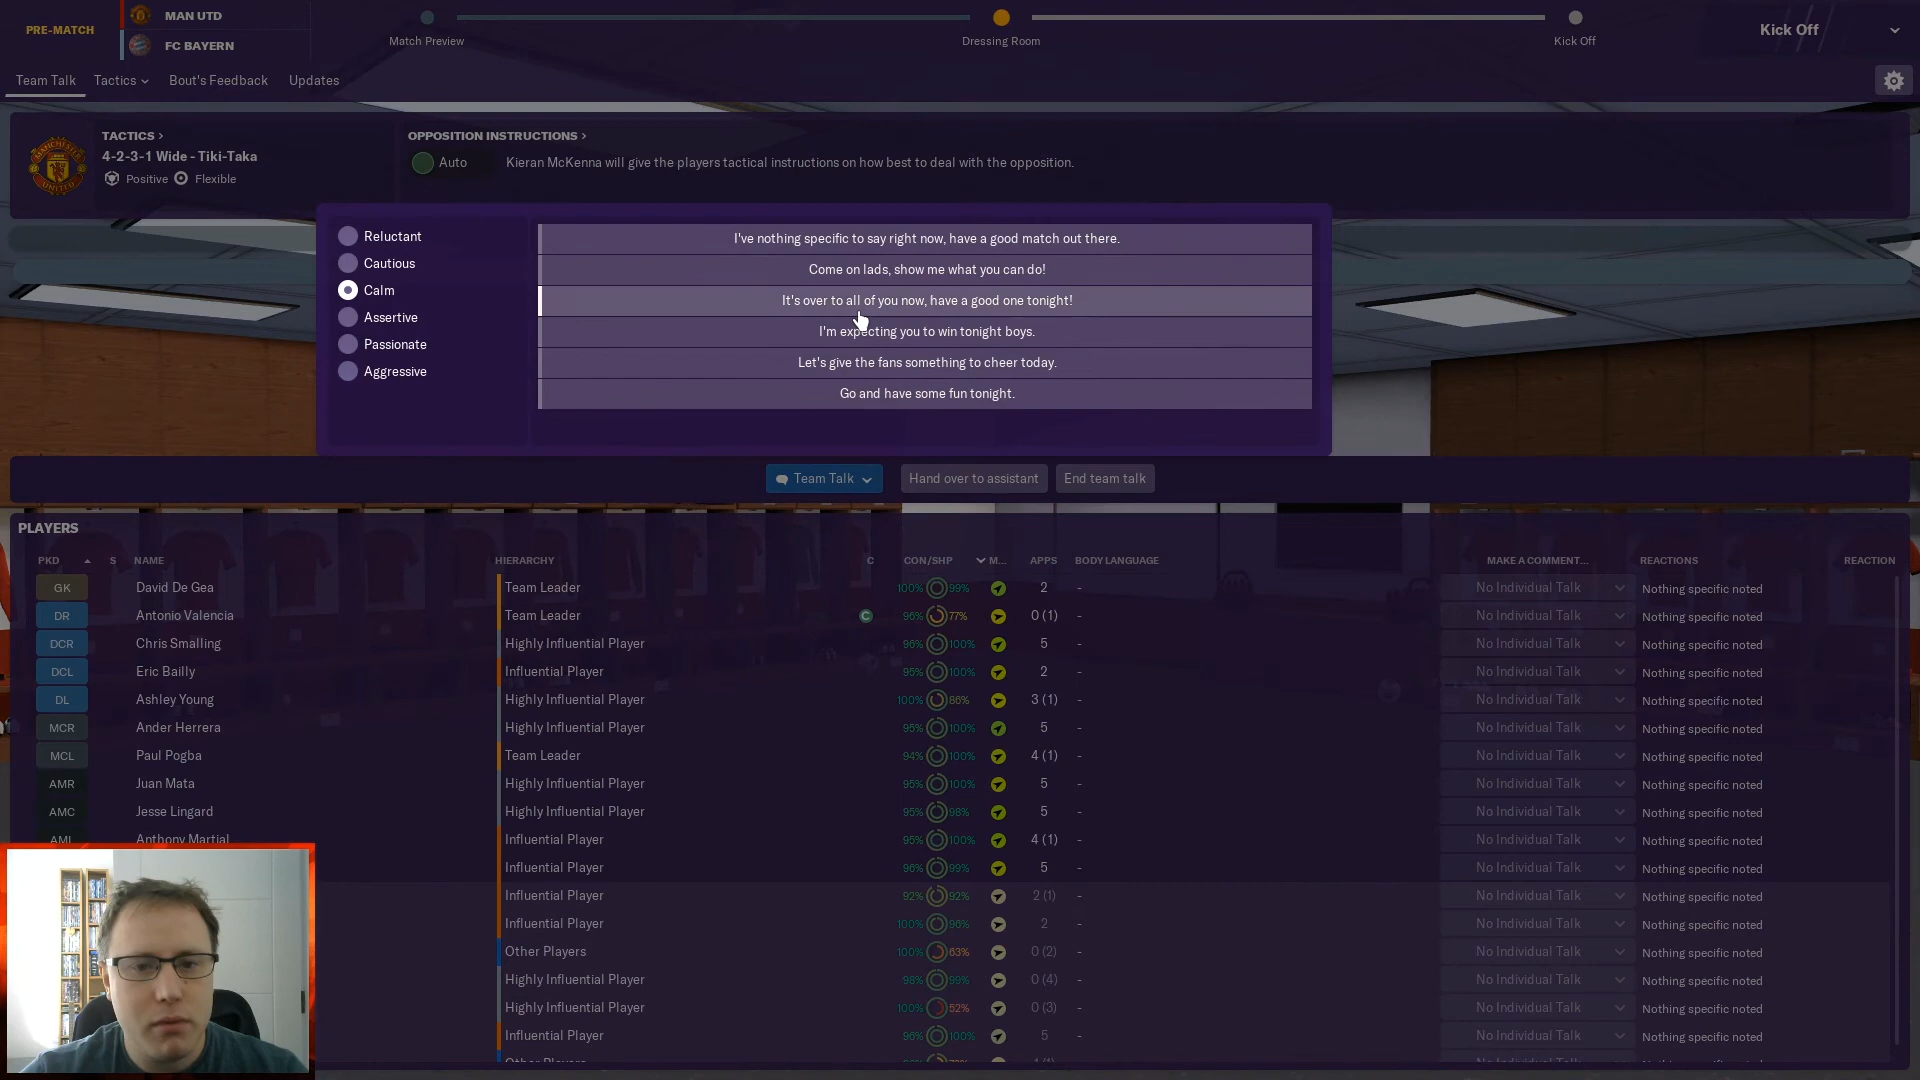 PRE-MATCH
MAN UTD
FC BAYERN
Match Preview
Dressing Room
Kick Off
Kick Off
Team Talk
Tactics
Bout's Feedback
Updates
TACTICS >
4-2-3-1 Wide - Tiki-Taka
Positive
Flexible
OPPOSITION INSTRUCTIONS >
Auto
Kieran McKenna will give the players tactical instructions on how best to deal with the opposition.
Reluctant
Cautious
Calm
Assertive
Passionate
Aggressive
I've nothing specific to say right now, have a good match out there.
Come on lads, show me what you can do!
It's over to all of you now, have a good one tonight!
I'm expecting you to win tonight boys.
Let's give the fans something to cheer today.
Go and have some fun tonight.
Team Talk
Hand over to assistant
End team talk
PLAYERS
PKD S NAME HIERARCHY C CON/SHP M... APPS BODY LANGUAGE MAKE A COMMENT... REACTIONS REACTION
GK David De Gea Team Leader 100% 99% 2 - No Individual Talk Nothing specific noted
DR Antonio Valencia Team Leader C 96% 77% 0 (1) - No Individual Talk Nothing specific noted
DCR Chris Smalling Highly Influential Player 96% 100% 5 - No Individual Talk Nothing specific noted
DCL Eric Bailly Influential Player 95% 100% 2 - No Individual Talk Nothing specific noted
DL Ashley Young Highly Influential Player 100% 86% 3 (1) - No Individual Talk Nothing specific noted
MCR Ander Herrera Highly Influential Player 95% 100% 5 - No Individual Talk Nothing specific noted
MCL Paul Pogba Team Leader 94% 100% 4 (1) - No Individual Talk Nothing specific noted
AMR Juan Mata Highly Influential Player 95% 100% 5 - No Individual Talk Nothing specific noted
AMC Jesse Lingard Highly Influential Player 95% 98% 5 - No Individual Talk Nothing specific noted
AML Anthony Martial Influential Player 95% 100% 4 (1) - No Individual Talk Nothing specific noted
Influential Player 96% 99% 5 - No Individual Talk Nothing specific noted
Influential Player 92% 92% 2 (1) - No Individual Talk Nothing specific noted
Influential Player 100% 96% 2 - No Individual Talk Nothing specific noted
Other Players 100% 63% 0 (2) - No Individual Talk Nothing specific noted
Highly Influential Player 98% 99% 0 (4) - No Individual Talk Nothing specific noted
Highly Influential Player 100% 52% 0 (3) - No Individual Talk Nothing specific noted
Influential Player 96% 100% 5 - No Individual Talk Nothing specific noted
Other Players